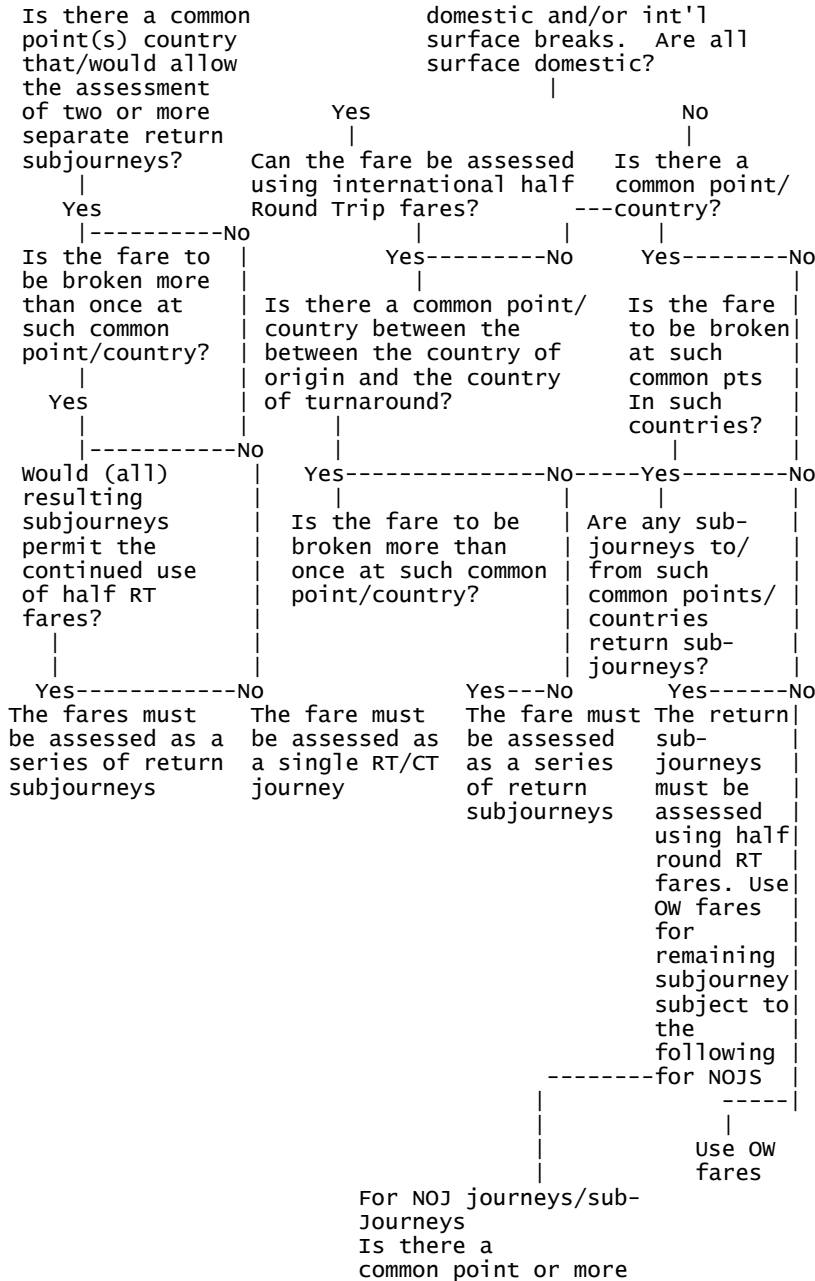 Is there a common domestic and/or int'l
point(s) country surface breaks. Are all
that/would allow surface domestic?
the assessment |
of two or more Yes No
separate return | |
subjourneys? Can the fare be assessed Is there a
| using international half common point/
Yes Round Trip fares? ---country?
|----------No | | |
Is the fare to | Yes---------No Yes--------No
be broken more | | |
than once at | Is there a common point/ Is the fare |
such common | country between the to be broken|
point/country? | between the country of at such |
| | origin and the country common pts |
Yes | of turnaround? In such |
| | | countries? |
|-----------No | | |
Would (all) | Yes---------------No-----Yes--------No
resulting | | | | |
subjourneys | Is the fare to be | Are any sub- |
permit the | broken more than | journeys to/ |
continued use | once at such common | from such |
of half RT | point/country? | common points/ |
fares? | | countries |
| | | return sub- |
| | | journeys? |
Yes------------No Yes---No Yes------No
The fares must The fare must The fare must The return|
be assessed as a be assessed as be assessed sub- |
series of return a single RT/CT as a series journeys |
subjourneys journey of return must be |
subjourneys assessed |
using half|
round RT |
fares. Use|
OW fares |
for |
remaining |
subjourney|
subject to|
the |
following |
--------for NOJS |
| -----|
| |
| Use OW
| fares
For NOJ journeys/sub-
Journeys
Is there a
common point or more